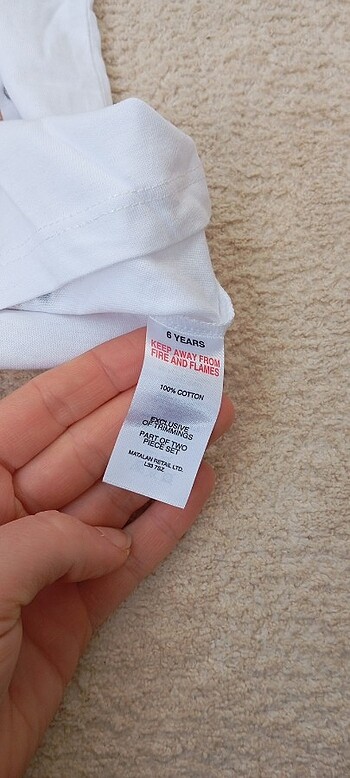 6 YEARS
KEEP AWAY FROM
FIRE AND FLAMES
100% COTTON
EXCLUSIVE
OF TRIMMINGS
PART OF TWO
PIECE SET
MATALAN RETAIL LTD.
L33 7SZ